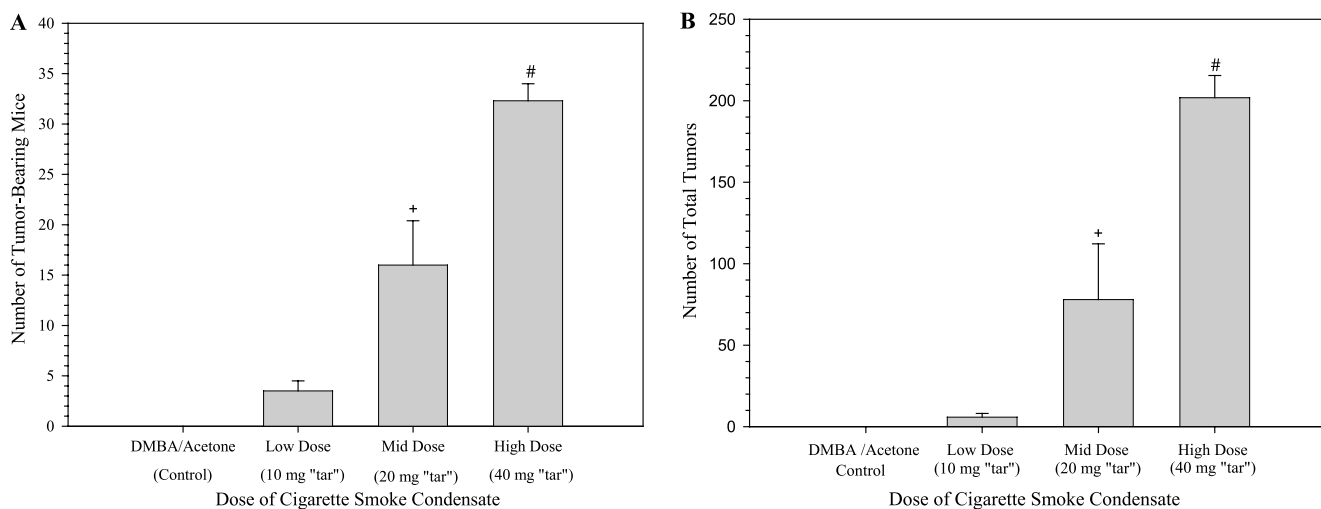 A
40
35
30
25
20
15
10
5
0
Number of Tumor-Bearing Mice
+
#
DMBA/Acetone Low Dose Mid Dose High Dose
(Control) (10 mg "tar") (20 mg "tar") (40 mg "tar")
Dose of Cigarette Smoke Condensate
B
250
200
150
100
50
0
Number of Total Tumors
+
#
DMBA /Acetone Low Dose Mid Dose High Dose
Control (10 mg "tar") (20 mg "tar") (40 mg "tar")
Dose of Cigarette Smoke Condensate